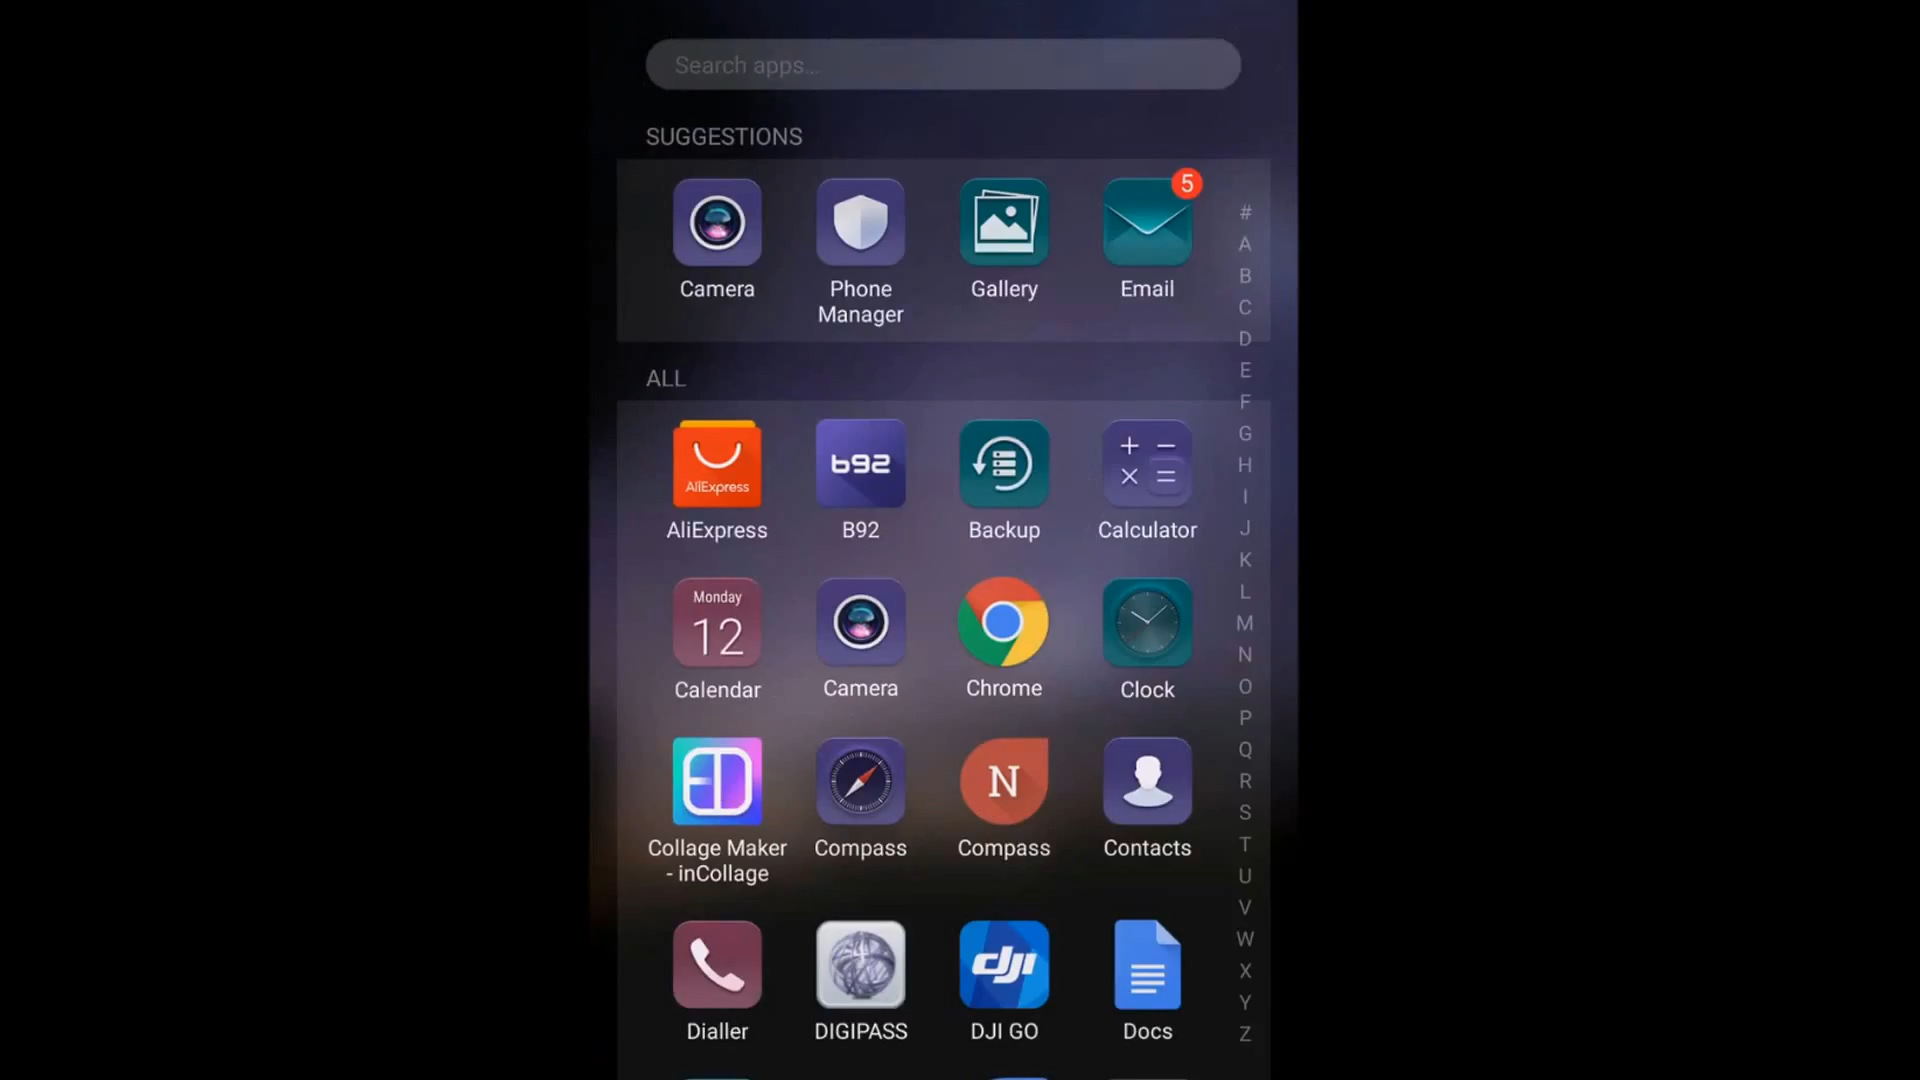 Search apps...
SUGGESTIONS
5
Camera
Phone
Manager
Gallery
Email
ALL
AliExpress
b92
+ −
× =
AliExpress
B92
Backup
Calculator
Monday
12
Calendar
Camera
Chrome
Clock
N
Collage Maker
- inCollage
Compass
Compass
Contacts
dji
Dialler
DIGIPASS
DJI GO
Docs
#
A
B
C
D
E
F
G
H
I
J
K
L
M
N
O
P
Q
R
S
T
U
V
W
X
Y
Z